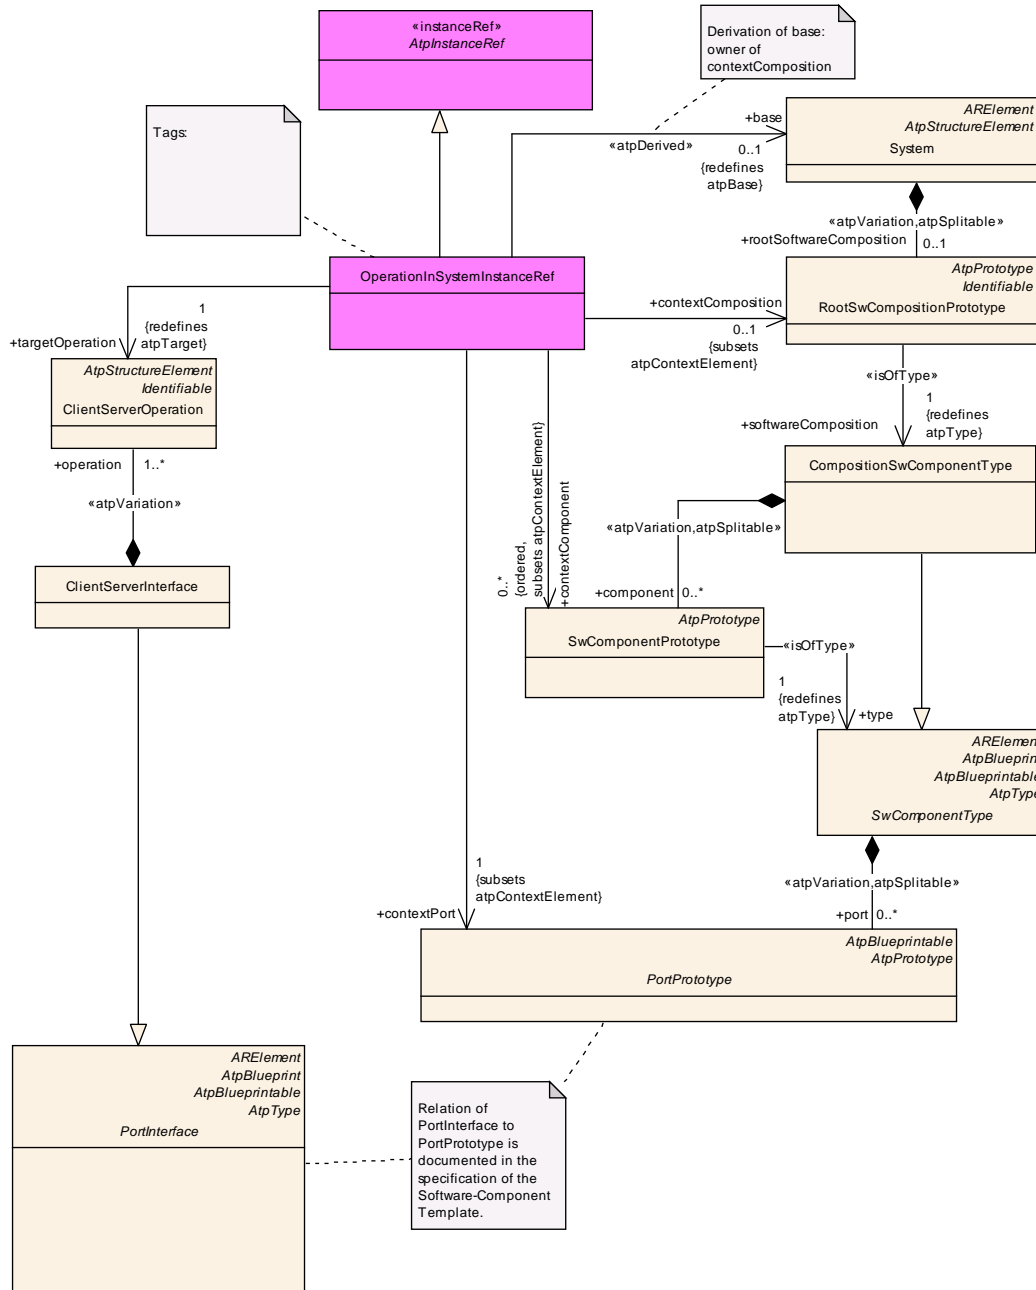 «instanceRef»
AtpInstanceRef
Derivation of base:
owner of
contextComposition
Tags:
+base
«atpDerived»
0..1
{redefines
atpBase}
ARElement
AtpStructureElement
System
«atpVariation,atpSplitable»
+rootSoftwareComposition
0..1
OperationInSystemInstanceRef
AtpPrototype
Identifiable
RootSwCompositionPrototype
+contextComposition
0..1
{subsets
atpContextElement}
1
{redefines
atpTarget}
+targetOperation
AtpStructureElement
Identifiable
ClientServerOperation
«isOfType»
1
{redefines
atpType}
+softwareComposition
+operation
1..*
«atpVariation»
CompositionSwComponentType
«atpVariation,atpSplitable»
0..*
{ordered,
subsets atpContextElement}
+contextComponent
ClientServerInterface
+component
0..*
AtpPrototype
SwComponentPrototype
«isOfType»
1
{redefines
atpType}
+type
ARElement
AtpBlueprint
AtpBlueprintable
AtpType
SwComponentType
1
{subsets
atpContextElement}
+contextPort
«atpVariation,atpSplitable»
+port
0..*
AtpBlueprintable
AtpPrototype
PortPrototype
ARElement
AtpBlueprint
AtpBlueprintable
AtpType
PortInterface
Relation of
PortInterface to
PortPrototype is
documented in the
specification of the
Software-Component
Template.